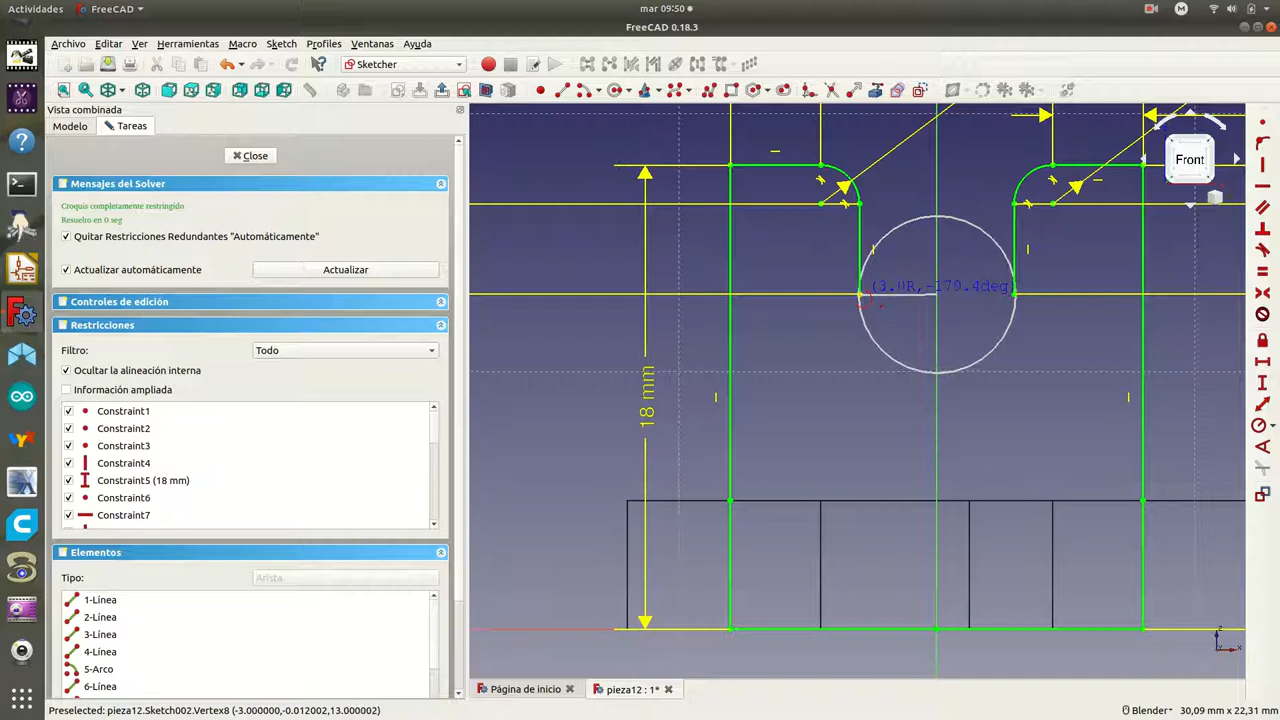 Actividades
FreeCAD
mar 09:50
FreeCAD 0.18.3
Archivo Editar Ver Herramientas Macro Sketch Profiles Ventanas Ayuda
Sketcher
Vista combinada
Modelo
Tareas
Close
Mensajes del Solver
Croquis completamente restringido
Resuelto en 0 seg
Quitar Restricciones Redundantes "Automáticamente"
Actualizar automáticamente
Actualizar
Controles de edición
Restricciones
Filtro:
Todo
Ocultar la alineación interna
Información ampliada
Constraint1
Constraint2
Constraint3
Constraint4
Constraint5 (18 mm)
Constraint6
Constraint7
Elementos
Tipo:
Arista
1-Línea
2-Línea
3-Línea
4-Línea
5-Arco
6-Línea
Front
(3.0R,-179.4deg)
18 mm
Página de inicio
pieza12 : 1*
Preselected: pieza12.Sketch002.Vertex8 (-3.000000,-0.012002,13.000002)
Blender
30,09 mm x 22,31 mm